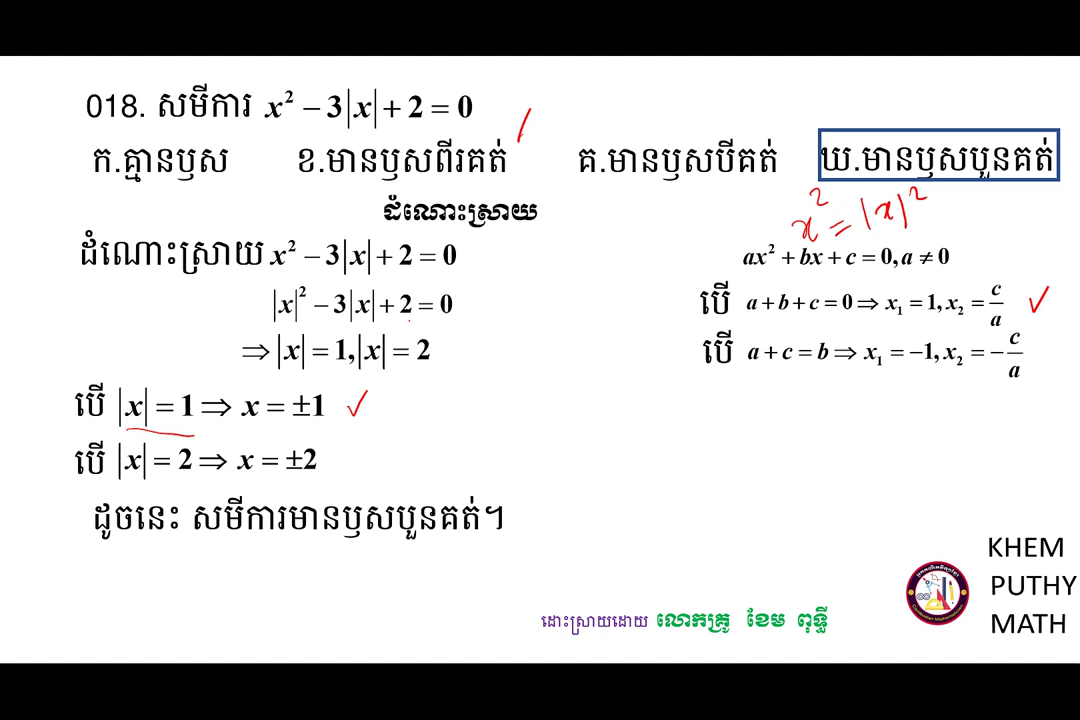 018. សមីការ x² − 3|x| + 2 = 0
ក.គ្មានឫស ខ.មានឫសពីរគត់ គ.មានឫសបីគត់ ឃ.មានឫសបួនគត់
ដំណោះស្រាយ
x² = |x|²
ដំណោះស្រាយ x² − 3|x| + 2 = 0
ax² + bx + c = 0, a ≠ 0
|x|² − 3|x| + 2 = 0
បើ a + b + c = 0 ⇒ x₁ = 1, x₂ = c/a ✓
⇒ |x| = 1, |x| = 2
បើ a + c = b ⇒ x₁ = −1, x₂ = −c/a
បើ |x| = 1 ⇒ x = ±1 ✓
បើ |x| = 2 ⇒ x = ±2
ដូចនេះ សមីការមានឫសបួនគត់។
KHEM
PUTHY
MATH
ដោះស្រាយដោយ លោកគ្រូ ខែម ពុទ្ធី